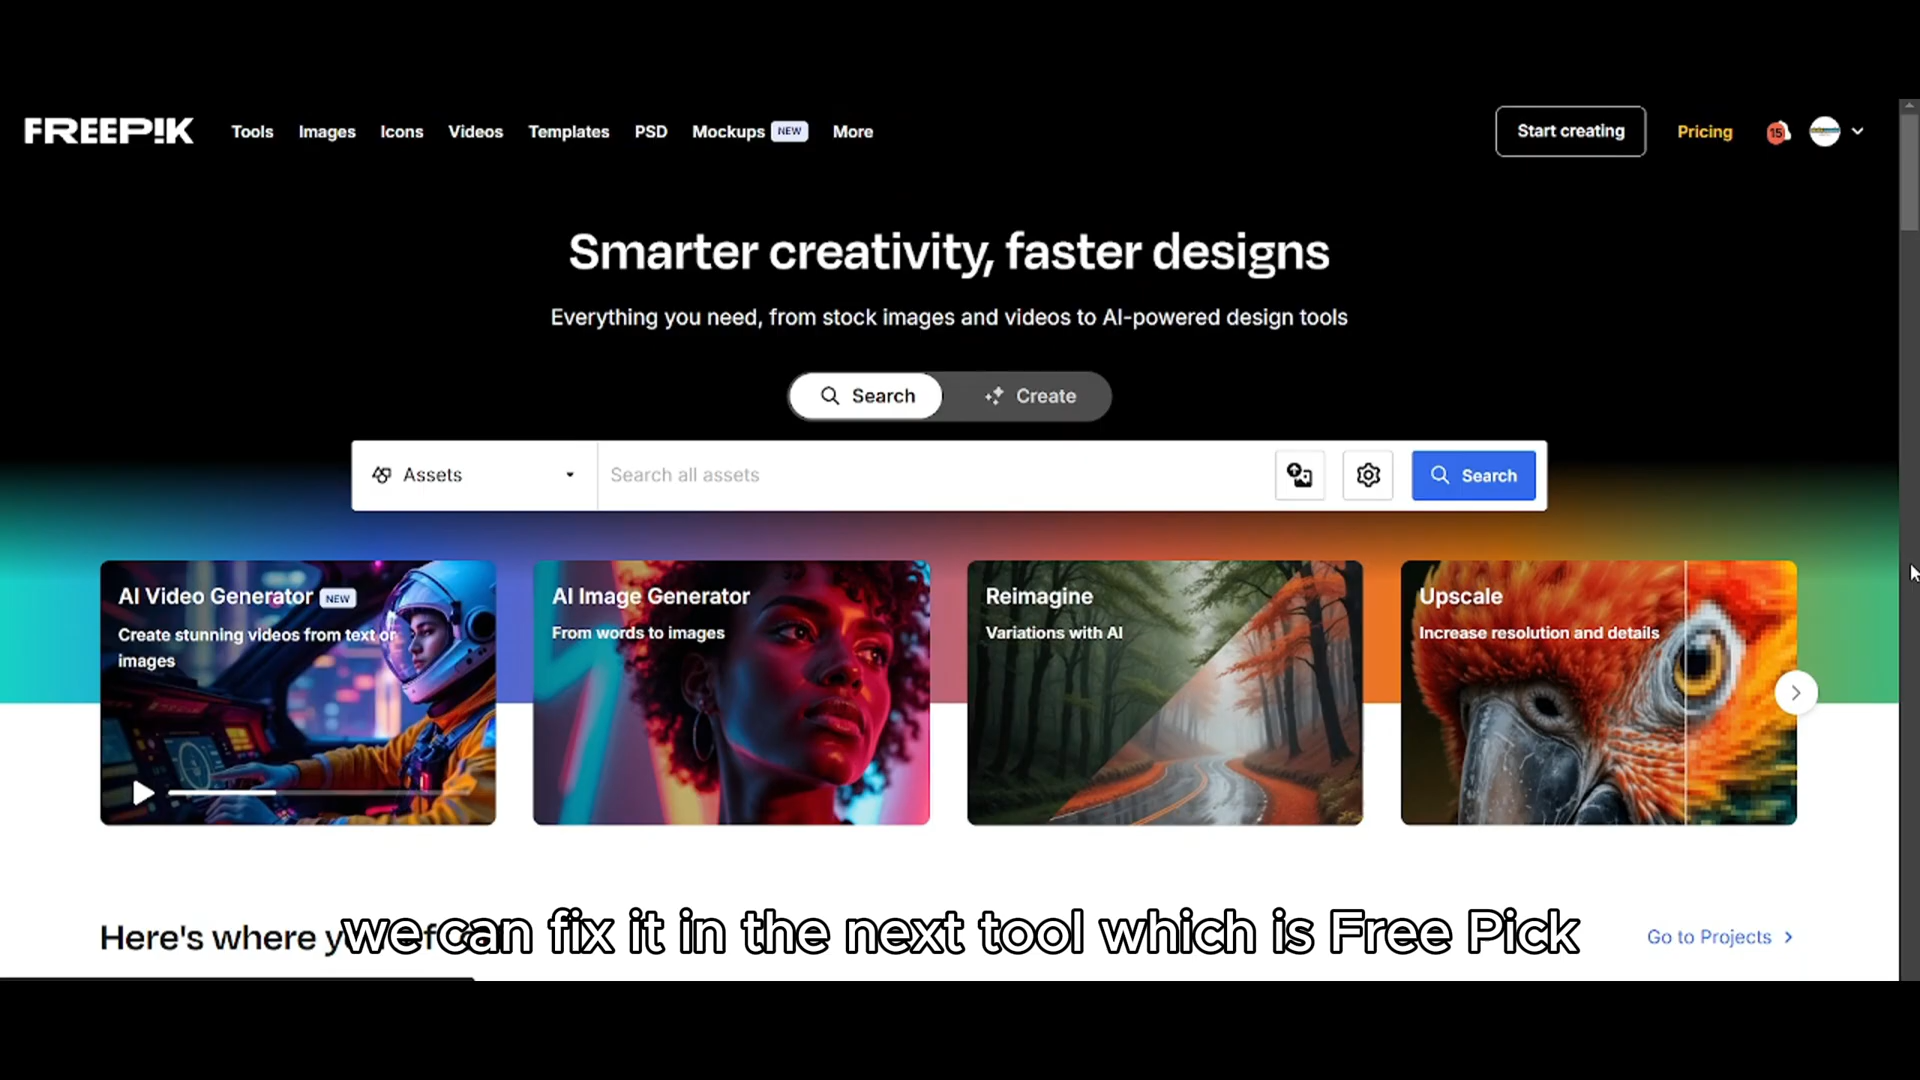 FREEP!K Tools Images Icons Videos Templates PSD Mockups NEW More Start creating Pricing 15
Smarter creativity, faster designs
Everything you need, from stock images and videos to AI-powered design tools
Search Create
Assets Search all assets Search
AI Video Generator NEW
Create stunning videos from text or
images
AI Image Generator
From words to images
Reimagine
Variations with AI
Upscale
Increase resolution and details
Here's where
we can fix it in the next tool which is Free Pick
Go to Projects